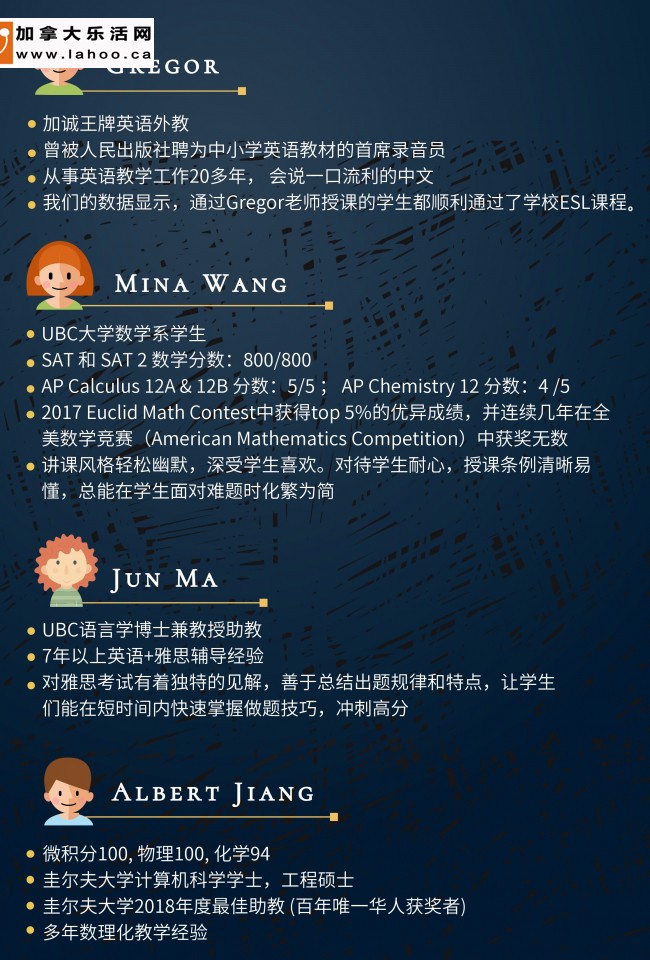 加拿大乐活网
www.lahoo.ca
GREGOR
加诚王牌英语外教
曾被人民出版社聘为中小学英语教材的首席录音员
从事英语教学工作20多年， 会说一口流利的中文
我们的数据显示，通过Gregor老师授课的学生都顺利通过了学校ESL课程。
MINA WANG
UBC大学数学系学生
SAT 和 SAT 2 数学分数：800/800
AP Calculus 12A & 12B 分数：5/5 ； AP Chemistry 12 分数：4 /5
2017 Euclid Math Contest中获得top 5%的优异成绩，并连续几年在全
美数学竞赛（American Mathematics Competition）中获奖无数
讲课风格轻松幽默，深受学生喜欢。对待学生耐心，授课条例清晰易
懂，总能在学生面对难题时化繁为简
JUN MA
UBC语言学博士兼教授助教
7年以上英语+雅思辅导经验
对雅思考试有着独特的见解，善于总结出题规律和特点，让学生
们能在短时间内快速掌握做题技巧，冲刺高分
ALBERT JIANG
微积分100, 物理100, 化学94
圭尔夫大学计算机科学学士，工程硕士
圭尔夫大学2018年度最佳助教 (百年唯一华人获奖者)
多年数理化教学经验